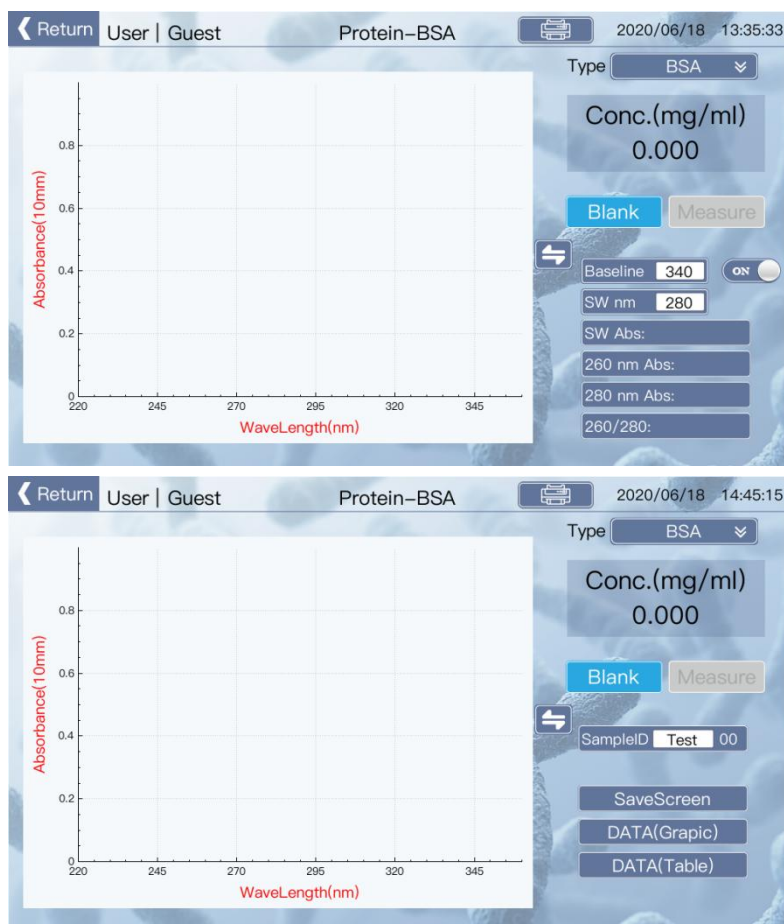 Return User | Guest Protein-BSA 2020/06/18 13:35:33
Type BSA
Conc.(mg/ml)
0.000
Blank Measure
Baseline 340 ON
SW nm 280
SW Abs:
260 nm Abs:
280 nm Abs:
260/280:
Absorbance(10mm)
0.8
0.6
0.4
0.2
0
220 245 270 295 320 345
WaveLength(nm)
Return User | Guest Protein-BSA 2020/06/18 14:45:15
Type BSA
Conc.(mg/ml)
0.000
Blank Measure
SampleID Test 00
SaveScreen
DATA(Grapic)
DATA(Table)
Absorbance(10mm)
0.8
0.6
0.4
0.2
0
220 245 270 295 320 345
WaveLength(nm)